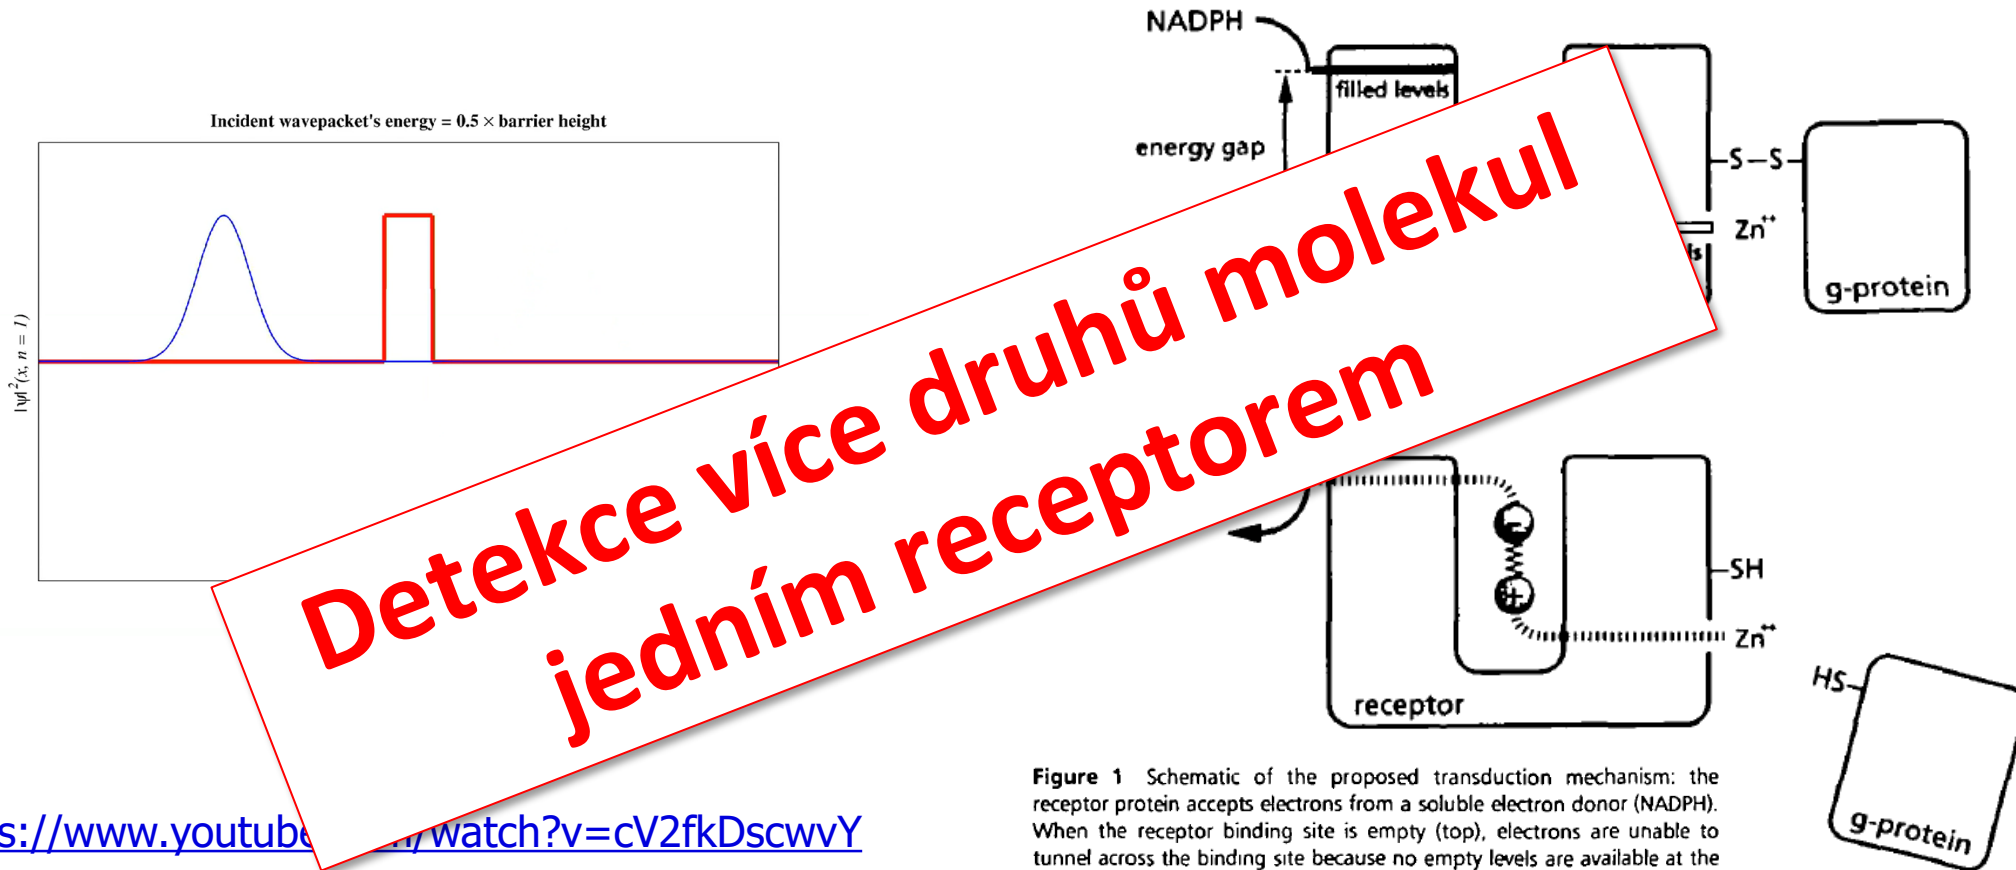 Incident wavepacket's energy = 0.5 × barrier height
|ψ|²(x, n = 1)
NADPH
filled levels
energy gap
S—S
Zn⁺⁺
ls
g-protein
Detekce více druhů molekul
jedním receptorem
SH
Zn⁺⁺
receptor
HS
g-protein
s://www.youtube /watch?v=cV2fkDscwvY
Figure 1 Schematic of the proposed transduction mechanism: the
receptor protein accepts electrons from a soluble electron donor (NADPH).
When the receptor binding site is empty (top), electrons are unable to
tunnel across the binding site because no empty levels are available at the